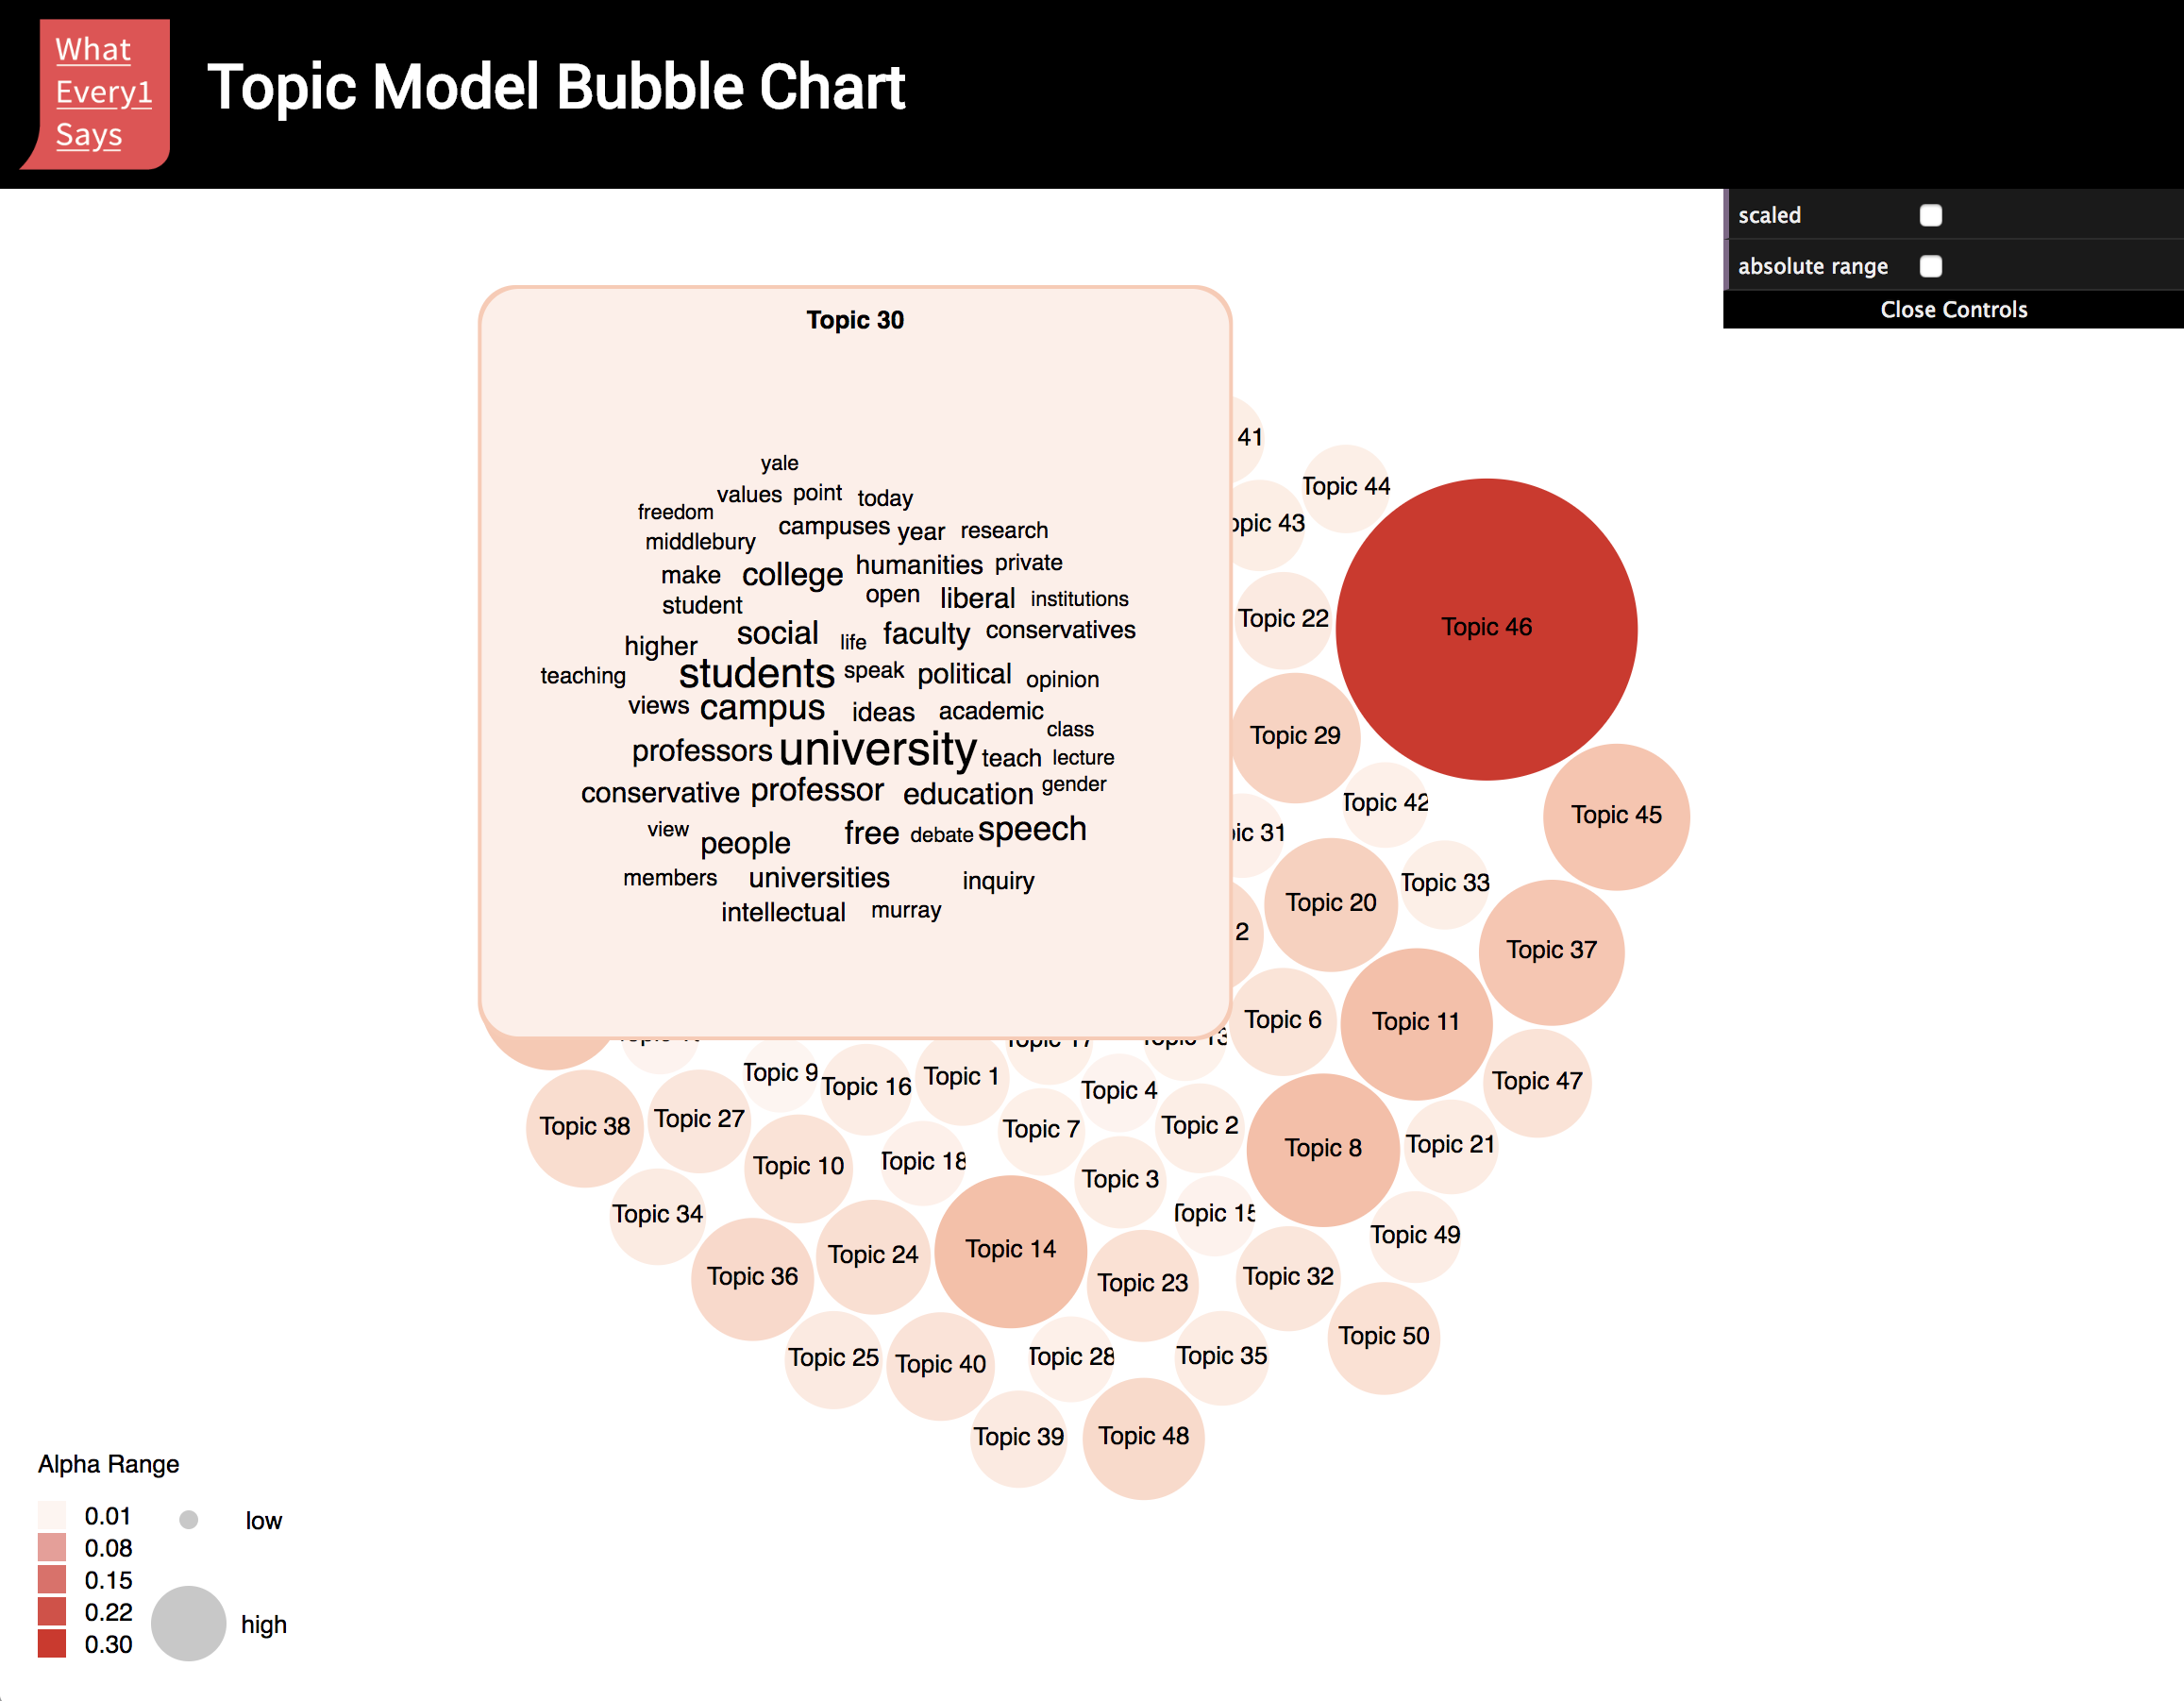 What
Every1
Says
Topic Model Bubble Chart
scaled
absolute range
Close Controls
Topic 30
yale
values point today
freedom
campuses year research
middlebury
humanities private
make college
open liberal institutions
student
social life faculty conservatives
higher
students speak political opinion
teaching
views campus ideas academic
class
professors university teach lecture
conservative professor education gender
view people free debate speech
members universities inquiry
intellectual murray
41
Topic 44
43
Topic 46
Topic 22
Topic 29
Topic 42
Topic 45
31
Topic 20
Topic 33
2
Topic 37
Topic 6
Topic 11
Topic 9
Topic 16
Topic 1
Topic 4
Topic 47
Topic 38
Topic 27
Topic 7
Topic 2
Topic 8
Topic 21
Topic 10
Topic 18
Topic 3
Topic 34
Topic 15
Topic 49
Topic 36
Topic 24
Topic 14
Topic 23
Topic 32
Topic 50
Topic 25
Topic 40
Topic 28
Topic 35
Topic 39
Topic 48
Alpha Range
0.01
low
0.08
0.15
0.22
high
0.30